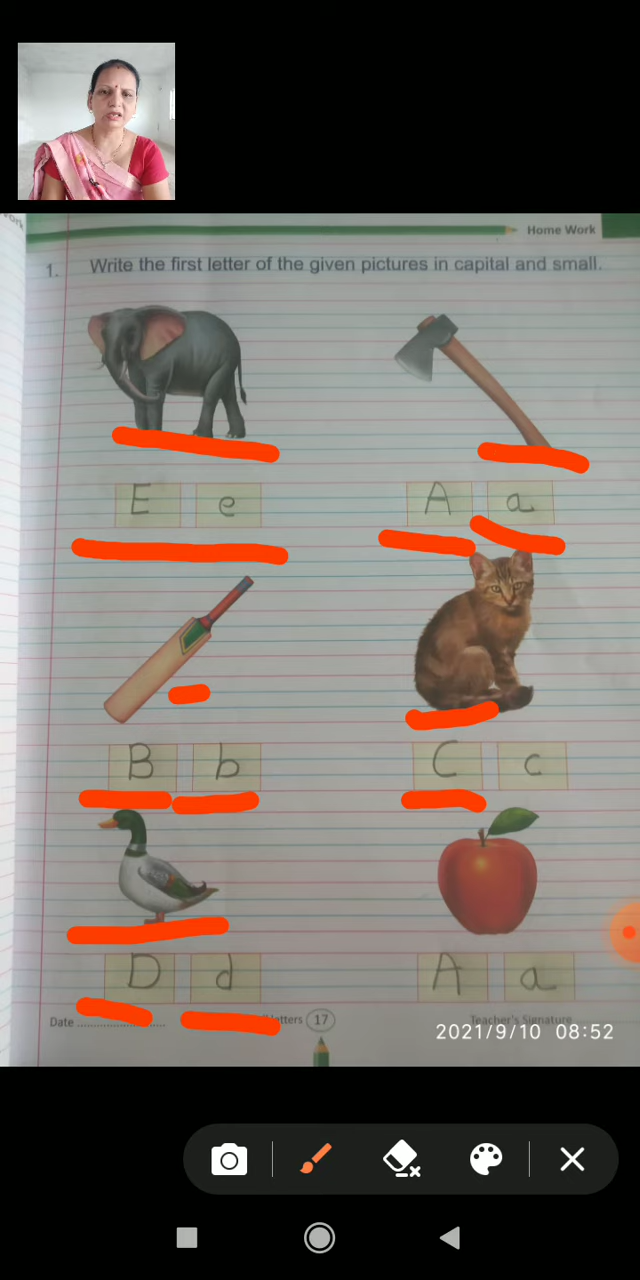 Home Work
1. Write the first letter of the given pictures in capital and small.
E e A a
B b C c
D d A a
Date 17 Teacher's Signature
2021/9/10 08:52